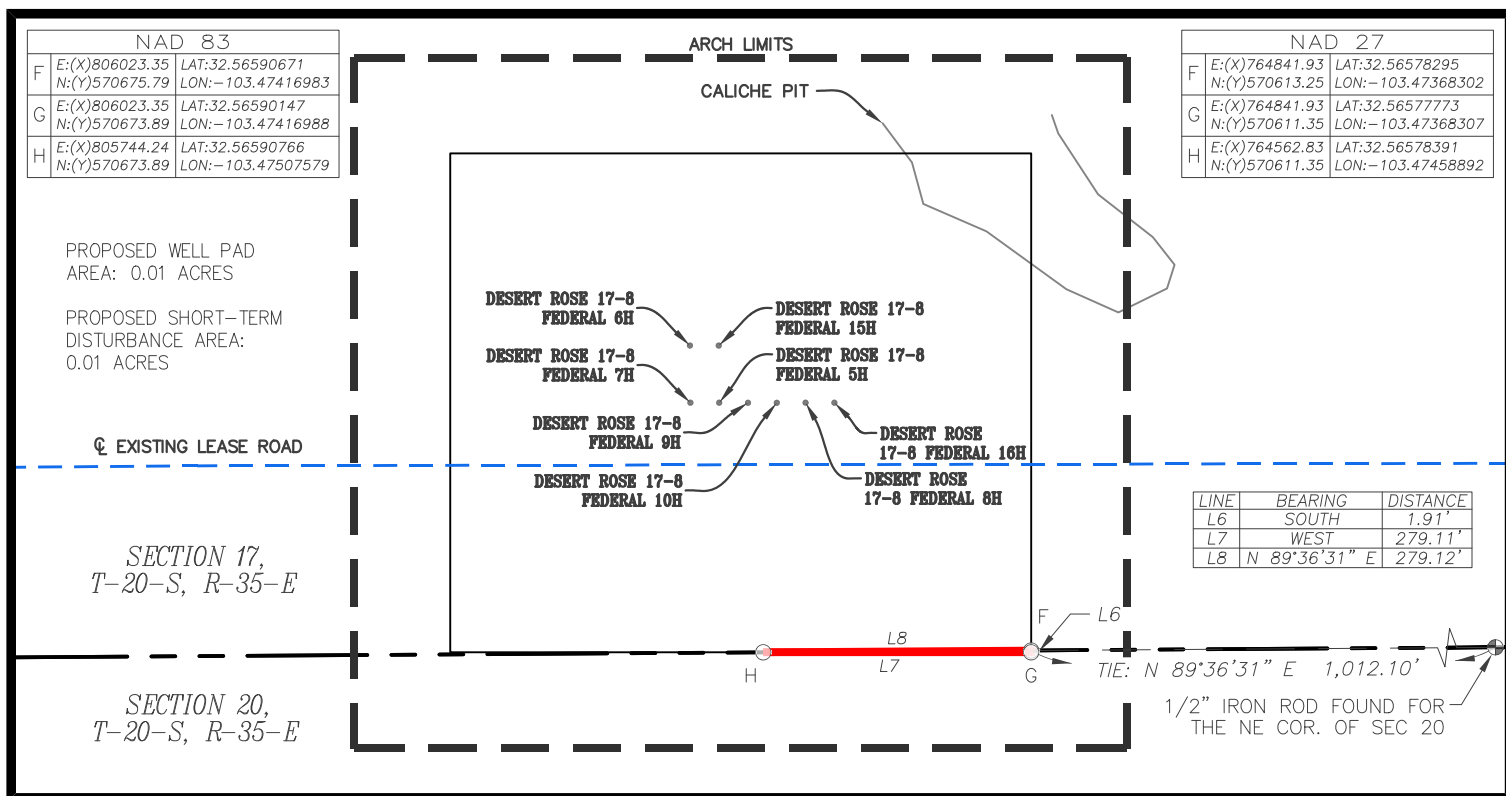 NAD 83
F E:(X)806023.35 LAT:32.56590671
N:(Y)570675.79 LON:-103.47416983
G E:(X)806023.35 LAT:32.56590147
N:(Y)570673.89 LON:-103.47416988
H E:(X)805744.24 LAT:32.56590766
N:(Y)570673.89 LON:-103.47507579
ARCH LIMITS
CALICHE PIT
NAD 27
F E:(X)764841.93 LAT:32.56578295
N:(Y)570613.25 LON:-103.47368302
G E:(X)764841.93 LAT:32.56577773
N:(Y)570611.35 LON:-103.47368307
H E:(X)764562.83 LAT:32.56578391
N:(Y)570611.35 LON:-103.47458892
PROPOSED WELL PAD
AREA: 0.01 ACRES
PROPOSED SHORT-TERM
DISTURBANCE AREA:
0.01 ACRES
DESERT ROSE 17-8
FEDERAL 6H
DESERT ROSE 17-8
FEDERAL 15H
DESERT ROSE 17-8
FEDERAL 7H
DESERT ROSE 17-8
FEDERAL 5H
DESERT ROSE 17-8
FEDERAL 9H
DESERT ROSE
17-8 FEDERAL 16H
DESERT ROSE 17-8
FEDERAL 10H
DESERT ROSE
17-8 FEDERAL 8H
℄ EXISTING LEASE ROAD
LINE BEARING DISTANCE
L6 SOUTH 1.91'
L7 WEST 279.11'
L8 N 89°36'31" E 279.12'
SECTION 17,
T-20-S, R-35-E
F
L6
L8
L7
H
G
TIE: N 89°36'31" E 1,012.10'
SECTION 20,
T-20-S, R-35-E
1/2" IRON ROD FOUND FOR
THE NE COR. OF SEC 20